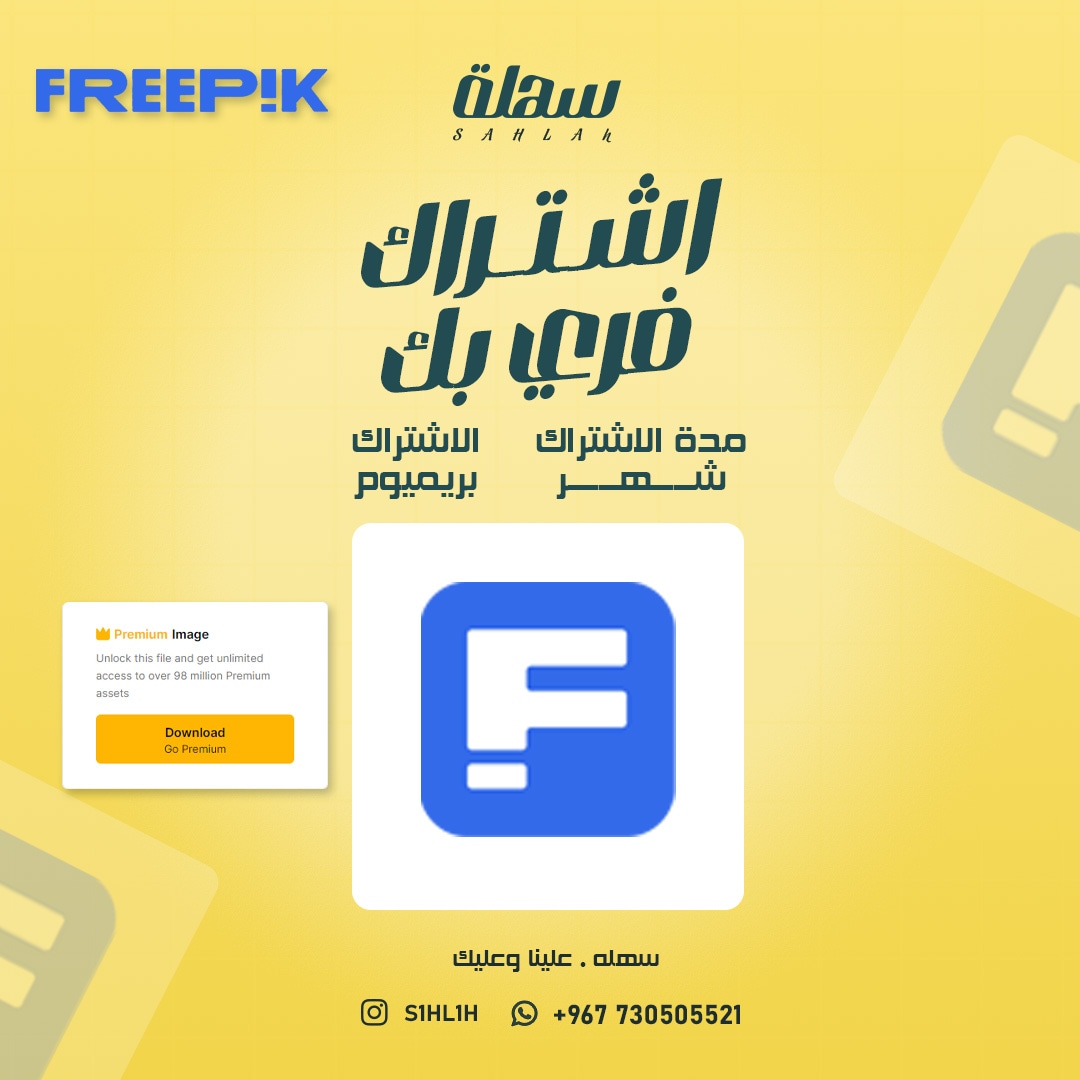 FREEP!K
سهلة
SAHLAh
اشتراك
فري بك
مدة الاشتراك
شهر
الاشتراك
بريميوم
Premium Image
Unlock this file and get unlimited
access to over 98 million Premium
assets
Download
Go Premium
سهله . علينا وعليك
S1HL1H
+967 730505521